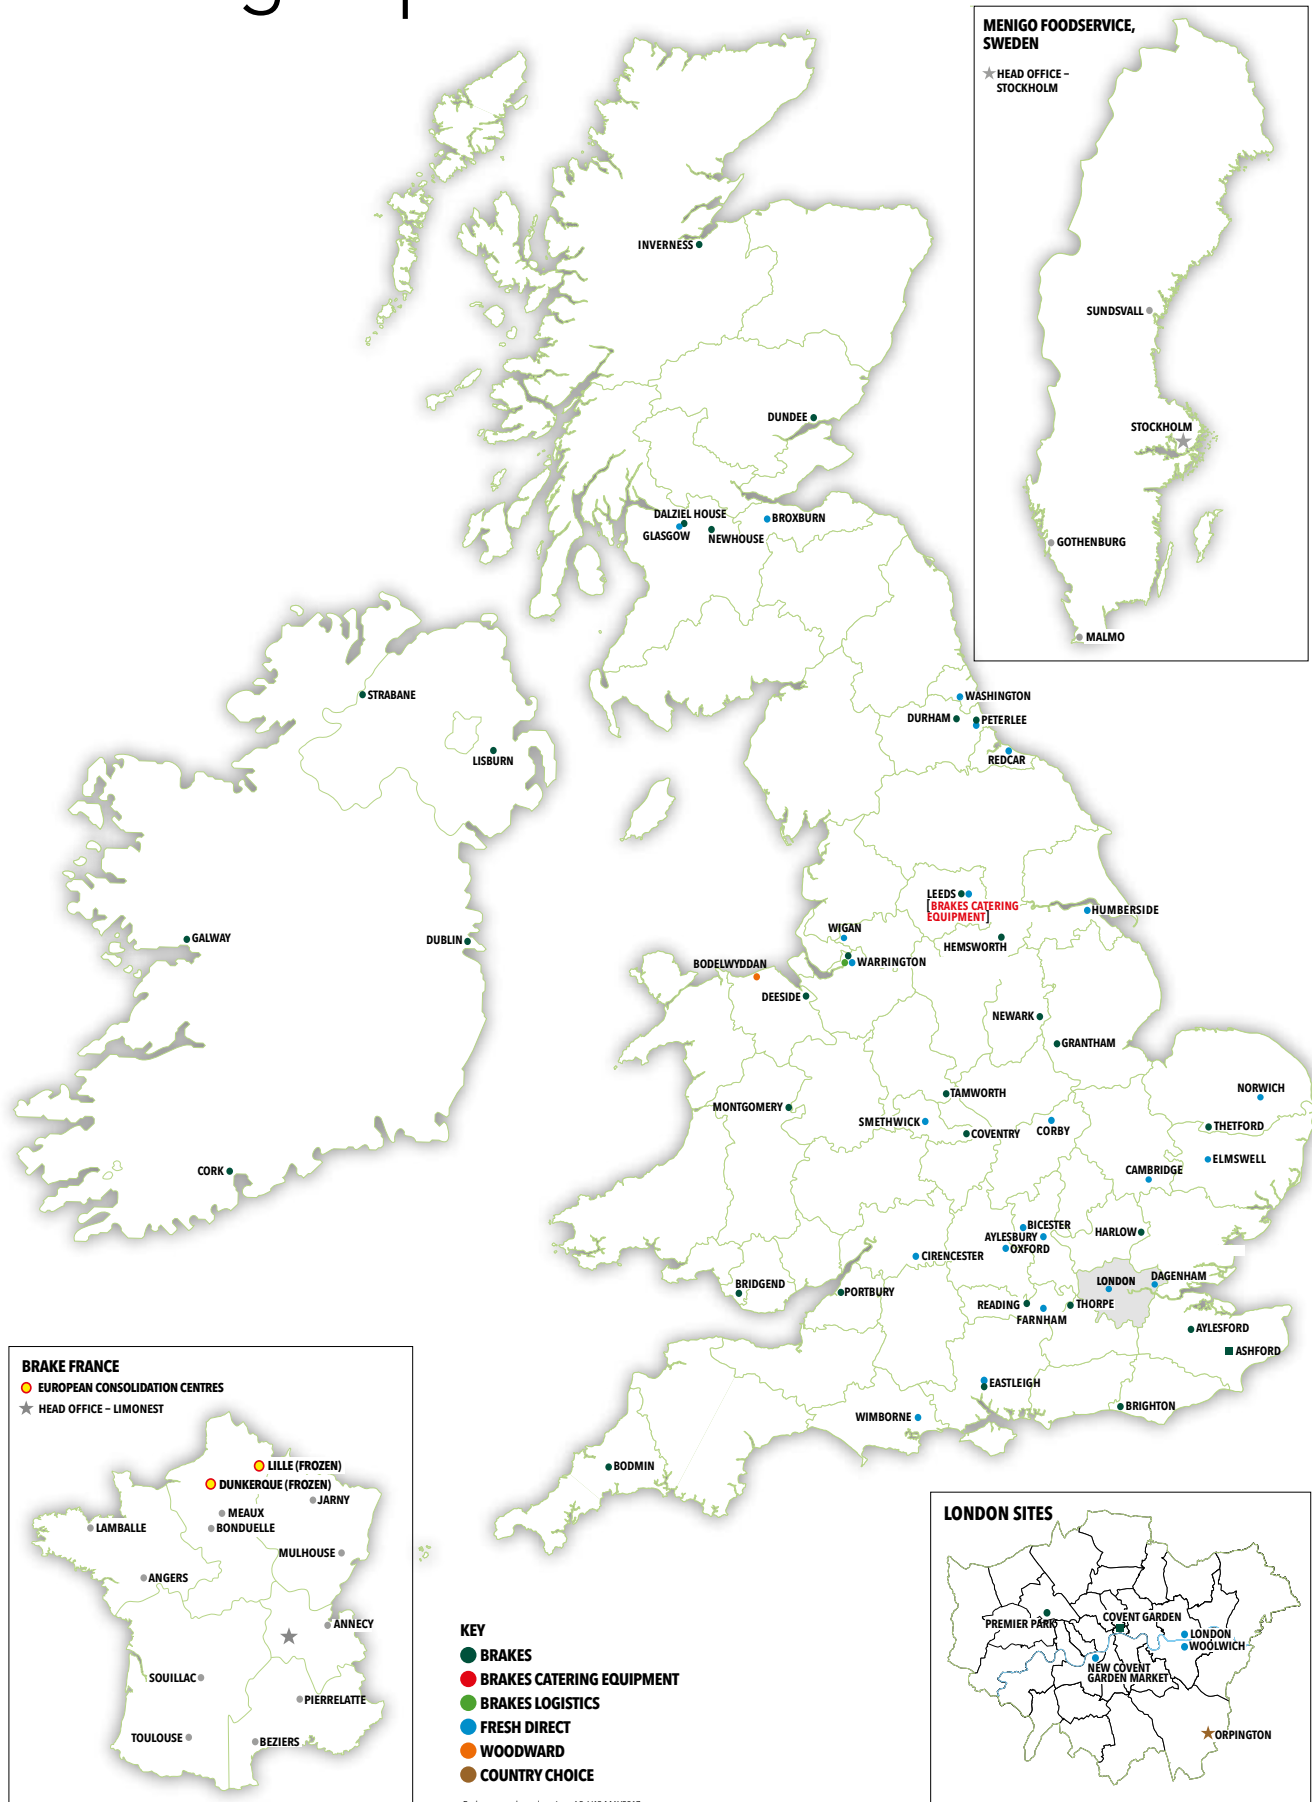 MENIGO FOODSERVICE,
SWEDEN
HEAD OFFICE –
STOCKHOLM
SUNDSVALL
STOCKHOLM
GOTHENBURG
MALMO
INVERNESS
DUNDEE
DALZIEL HOUSE
GLASGOW
NEWHOUSE
BROXBURN
STRABANE
LISBURN
WASHINGTON
DURHAM
PETERLEE
REDCAR
LEEDS
[BRAKES CATERING
EQUIPMENT]
HUMBERSIDE
WIGAN
HEMSWORTH
GALWAY
DUBLIN
BODELWYDDAN
WARRINGTON
DEESIDE
NEWARK
GRANTHAM
NORWICH
TAMWORTH
MONTGOMERY
SMETHWICK
COVENTRY
CORBY
THETFORD
ELMSWELL
CORK
CAMBRIDGE
BICESTER
AYLESBURY
OXFORD
HARLOW
CIRENCESTER
BRIDGEND
PORTBURY
LONDON
DAGENHAM
READING
FARNHAM
THORPE
AYLESFORD
ASHFORD
EASTLEIGH
WIMBORNE
BRIGHTON
BODMIN
BRAKE FRANCE
EUROPEAN CONSOLIDATION CENTRES
HEAD OFFICE – LIMONEST
LILLE (FROZEN)
DUNKERQUE (FROZEN)
JARNY
MEAUX
LAMBALLE
BONDUELLE
MULHOUSE
ANGERS
ANNECY
SOUILLAC
PIERRELATTE
TOULOUSE
BEZIERS
KEY
BRAKES
BRAKES CATERING EQUIPMENT
BRAKES LOGISTICS
FRESH DIRECT
WOODWARD
COUNTRY CHOICE
LONDON SITES
PREMIER PARK
COVENT GARDEN
LONDON
WOOLWICH
NEW COVENT
GARDEN MARKET
ORPINGTON